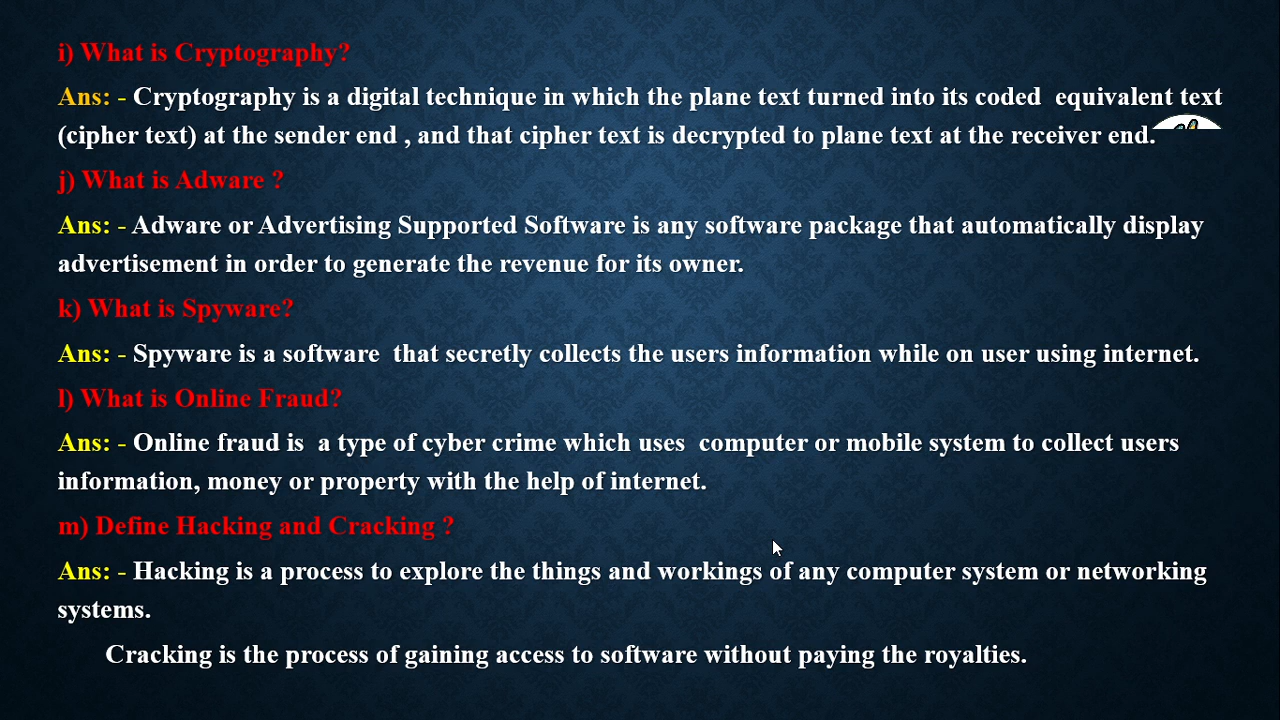 i) What is Cryptography?
Ans: - Cryptography is a digital technique in which the plane text turned into its coded  equivalent text
(cipher text) at the sender end , and that cipher text is decrypted to plane text at the receiver end.
j) What is Adware ?
Ans: - Adware or Advertising Supported Software is any software package that automatically display
advertisement in order to generate the revenue for its owner.
k) What is Spyware?
Ans: - Spyware is a software  that secretly collects the users information while on user using internet.
l) What is Online Fraud?
Ans: - Online fraud is  a type of cyber crime which uses  computer or mobile system to collect users
information, money or property with the help of internet.
m) Define Hacking and Cracking ?
Ans: - Hacking is a process to explore the things and workings of any computer system or networking
systems.
Cracking is the process of gaining access to software without paying the royalties.